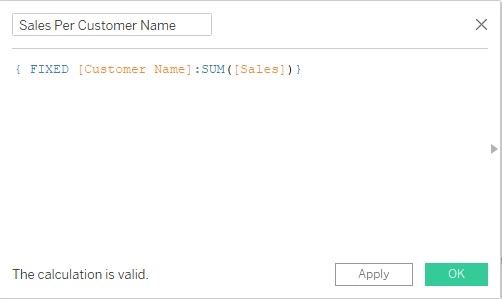 Sales Per Customer Name
{ FIXED [Customer Name]:SUM([Sales])}
The calculation is valid.
Apply
OK